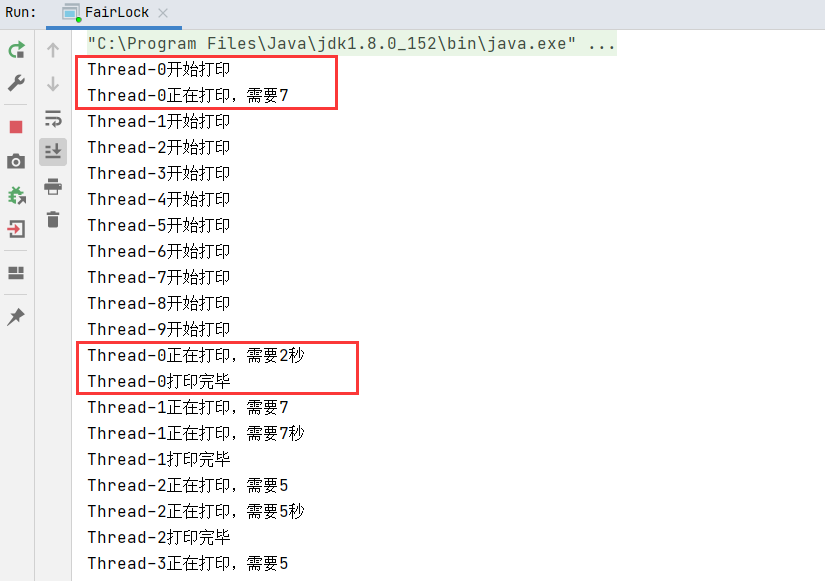 Run: FairLock
"C:\Program Files\Java\jdk1.8.0_152\bin\java.exe" ...
Thread-0开始打印
Thread-0正在打印，需要7
Thread-1开始打印
Thread-2开始打印
Thread-3开始打印
Thread-4开始打印
Thread-5开始打印
Thread-6开始打印
Thread-7开始打印
Thread-8开始打印
Thread-9开始打印
Thread-0正在打印，需要2秒
Thread-0打印完毕
Thread-1正在打印，需要7
Thread-1正在打印，需要7秒
Thread-1打印完毕
Thread-2正在打印，需要5
Thread-2正在打印，需要5秒
Thread-2打印完毕
Thread-3正在打印，需要5